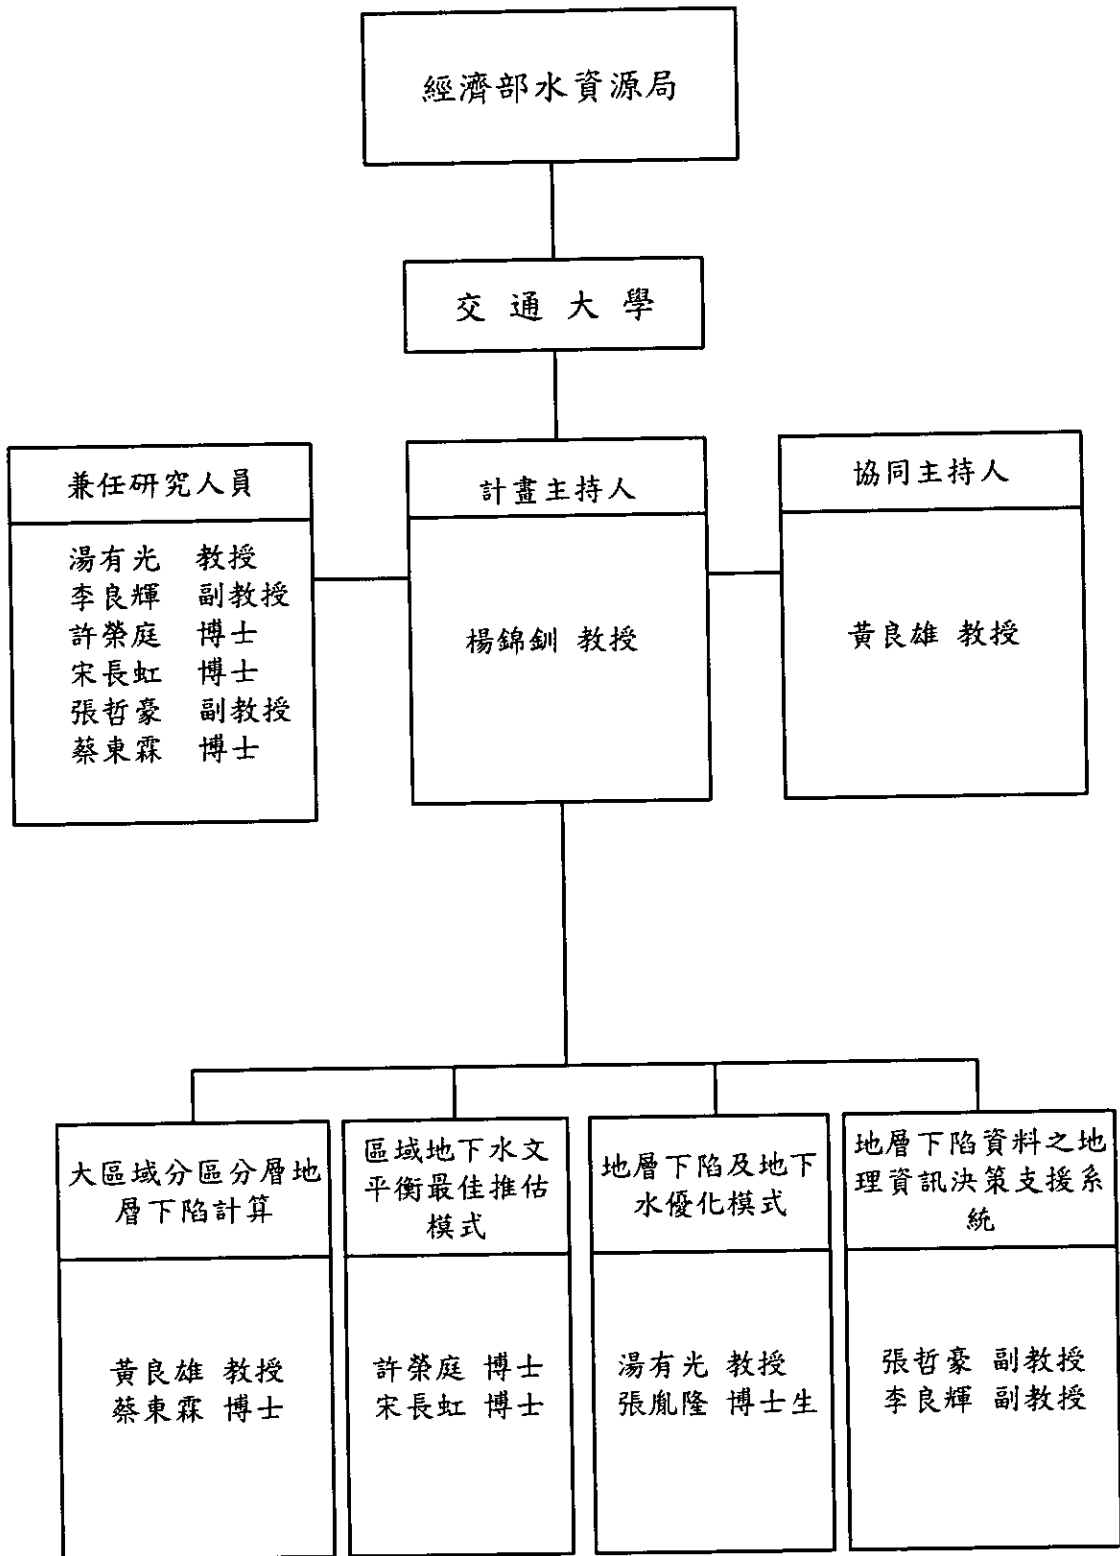 經濟部水資源局
交通大學
兼任研究人員
湯有光 教授
李良輝 副教授
許榮庭 博士
宋長虹 博士
張哲豪 副教授
蔡東霖 博士
計畫主持人
楊錦釧 教授
協同主持人
黃良雄 教授
大區域分區分層地
層下陷計算
黃良雄 教授
蔡東霖 博士
區域地下水文
平衡最佳推估
模式
許榮庭 博士
宋長虹 博士
地層下陷及地下
水優化模式
湯有光 教授
張胤隆 博士生
地層下陷資料之地
理資訊決策支援系
統
張哲豪 副教授
李良輝 副教授